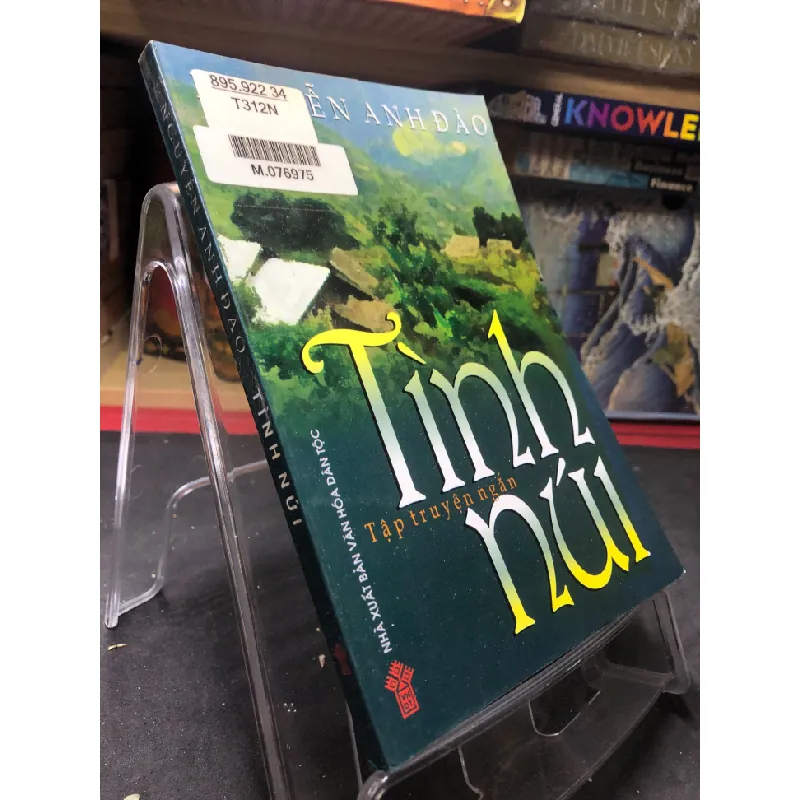 895.922 34
T312N
M.076975
ANH ĐÀO
Tình
núi
Tập truyện ngắn
NHÀ XUẤT BẢN VĂN HÓA DÂN TỘC
NGUYỄN ANH ĐÀO TÌNH NÚI
KNOWLE